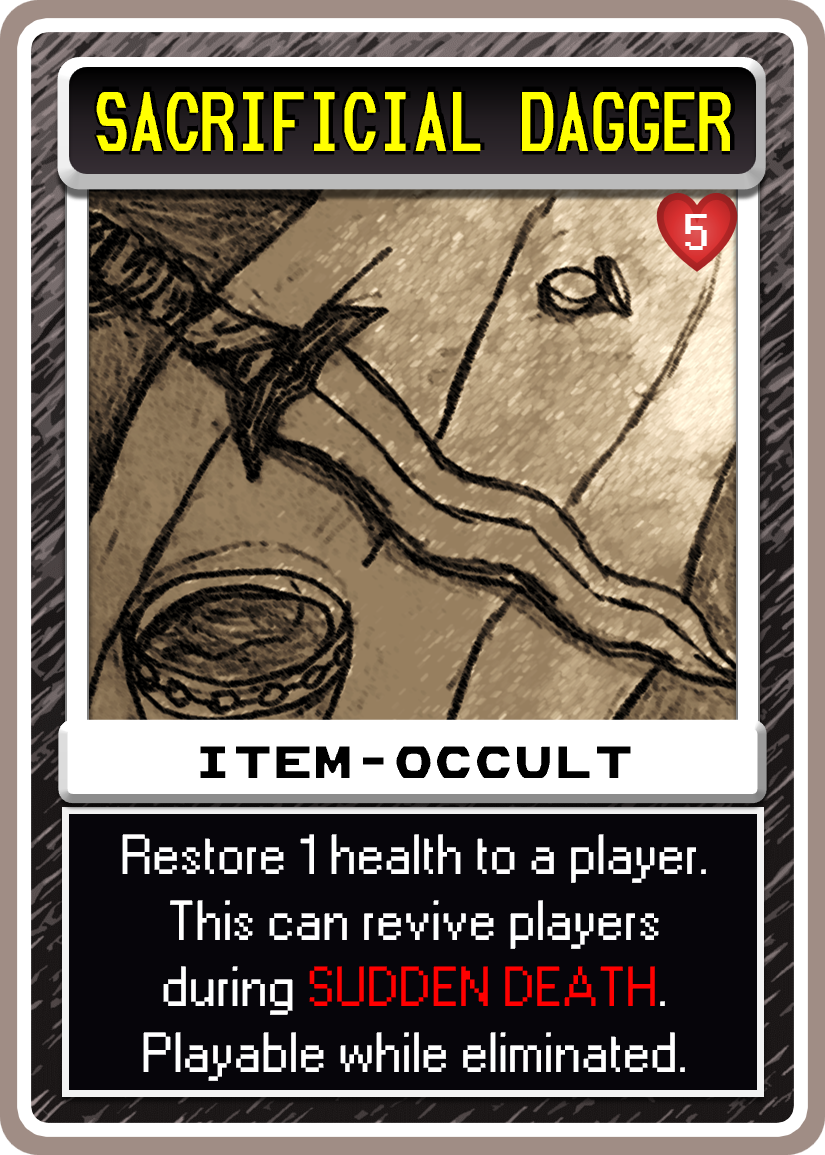 SACRIFICIAL DAGGER
5
ITEM-OCCULT
Restore 1 health to a player.
This can revive players
during SUDDEN DEATH.
Playable while eliminated.